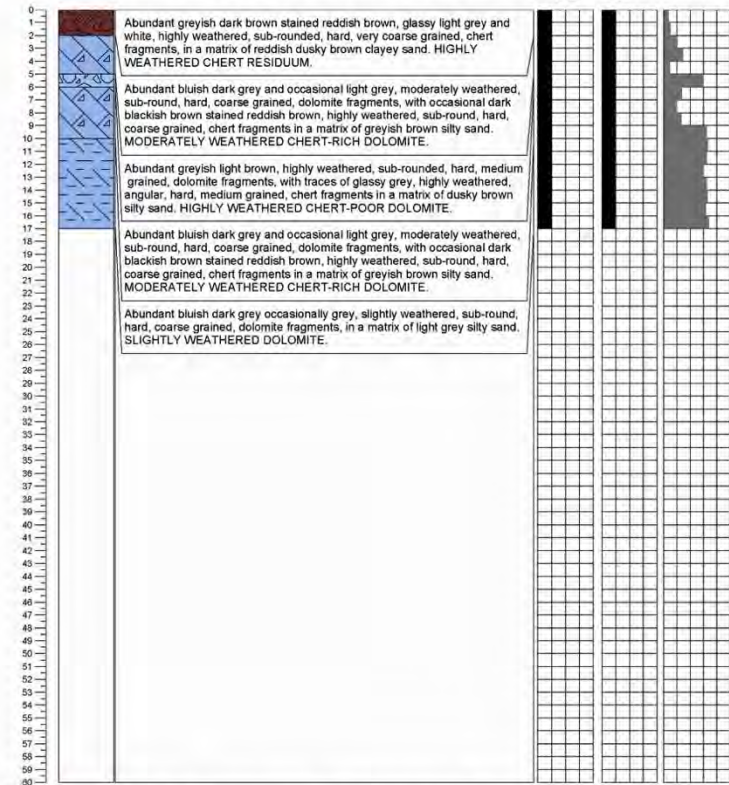 0
1
2
3
4
5
6
7
8
9
10
11
12
13
14
15
16
17
18
19
20
21
22
23
24
25
26
27
28
29
30
31
32
33
34
35
36
37
38
39
40
41
42
43
44
45
46
47
48
49
50
51
52
53
54
55
56
57
58
59
60
Abundant greyish dark brown stained reddish brown, glassy light grey and
white, highly weathered, sub-rounded, hard, very coarse grained, chert
fragments, in a matrix of reddish dusky brown clayey sand. HIGHLY
WEATHERED CHERT RESIDUUM.
Abundant bluish dark grey and occasional light grey, moderately weathered,
sub-round, hard, coarse grained, dolomite fragments, with occasional dark
blackish brown stained reddish brown, highly weathered, sub-round, hard,
coarse grained, chert fragments in a matrix of greyish brown silty sand.
MODERATELY WEATHERED CHERT-RICH DOLOMITE.
Abundant greyish light brown, highly weathered, sub-rounded, hard, medium
grained, dolomite fragments, with traces of glassy grey, highly weathered,
angular, hard, medium grained, chert fragments in a matrix of dusky brown
silty sand. HIGHLY WEATHERED CHERT-POOR DOLOMITE.
Abundant bluish dark grey and occasional light grey, moderately weathered,
sub-round, hard, coarse grained, dolomite fragments, with occasional dark
blackish brown stained reddish brown, highly weathered, sub-round, hard,
coarse grained, chert fragments in a matrix of greyish brown silty sand.
MODERATELY WEATHERED CHERT-RICH DOLOMITE.
Abundant bluish dark grey occasionally grey, slightly weathered, sub-round,
hard, coarse grained, dolomite fragments, in a matrix of light grey silty sand.
SLIGHTLY WEATHERED DOLOMITE.